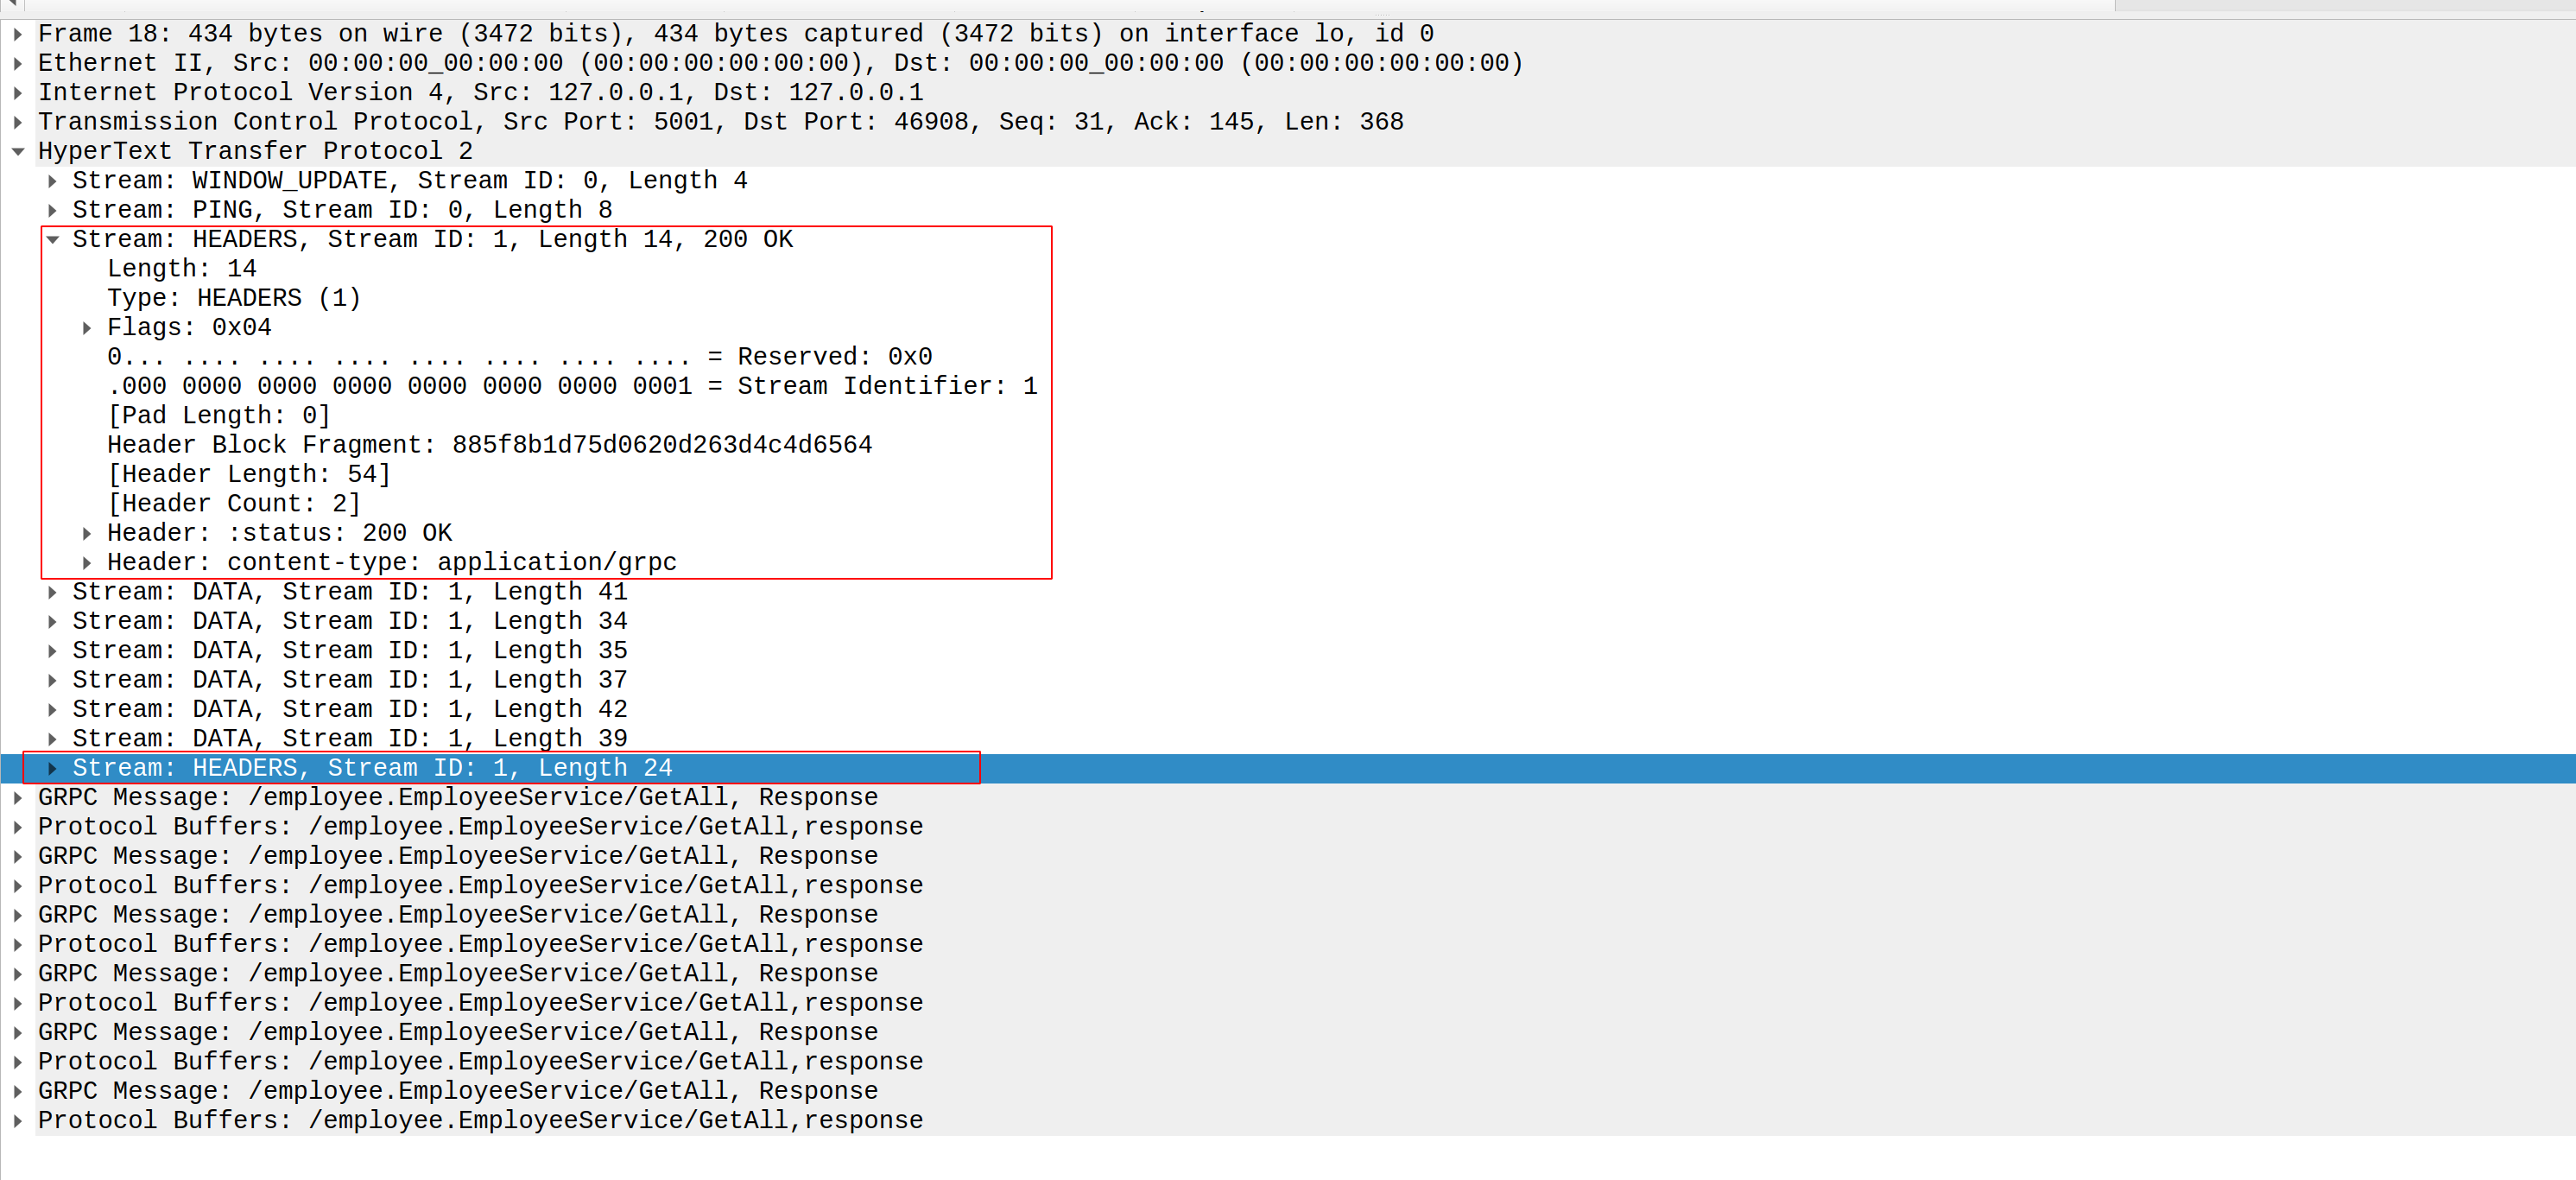 Frame 18: 434 bytes on wire (3472 bits), 434 bytes captured (3472 bits) on interface lo, id 0
Ethernet II, Src: 00:00:00_00:00:00 (00:00:00:00:00:00), Dst: 00:00:00_00:00:00 (00:00:00:00:00:00)
Internet Protocol Version 4, Src: 127.0.0.1, Dst: 127.0.0.1
Transmission Control Protocol, Src Port: 5001, Dst Port: 46908, Seq: 31, Ack: 145, Len: 368
HyperText Transfer Protocol 2
Stream: WINDOW_UPDATE, Stream ID: 0, Length 4
Stream: PING, Stream ID: 0, Length 8
Stream: HEADERS, Stream ID: 1, Length 14, 200 OK
Length: 14
Type: HEADERS (1)
Flags: 0x04
0... .... .... .... .... .... .... .... = Reserved: 0x0
.000 0000 0000 0000 0000 0000 0000 0001 = Stream Identifier: 1
[Pad Length: 0]
Header Block Fragment: 885f8b1d75d0620d263d4c4d6564
[Header Length: 54]
[Header Count: 2]
Header: :status: 200 OK
Header: content-type: application/grpc
Stream: DATA, Stream ID: 1, Length 41
Stream: DATA, Stream ID: 1, Length 34
Stream: DATA, Stream ID: 1, Length 35
Stream: DATA, Stream ID: 1, Length 37
Stream: DATA, Stream ID: 1, Length 42
Stream: DATA, Stream ID: 1, Length 39
Stream: HEADERS, Stream ID: 1, Length 24
GRPC Message: /employee.EmployeeService/GetAll, Response
Protocol Buffers: /employee.EmployeeService/GetAll,response
GRPC Message: /employee.EmployeeService/GetAll, Response
Protocol Buffers: /employee.EmployeeService/GetAll,response
GRPC Message: /employee.EmployeeService/GetAll, Response
Protocol Buffers: /employee.EmployeeService/GetAll,response
GRPC Message: /employee.EmployeeService/GetAll, Response
Protocol Buffers: /employee.EmployeeService/GetAll,response
GRPC Message: /employee.EmployeeService/GetAll, Response
Protocol Buffers: /employee.EmployeeService/GetAll,response
GRPC Message: /employee.EmployeeService/GetAll, Response
Protocol Buffers: /employee.EmployeeService/GetAll,response